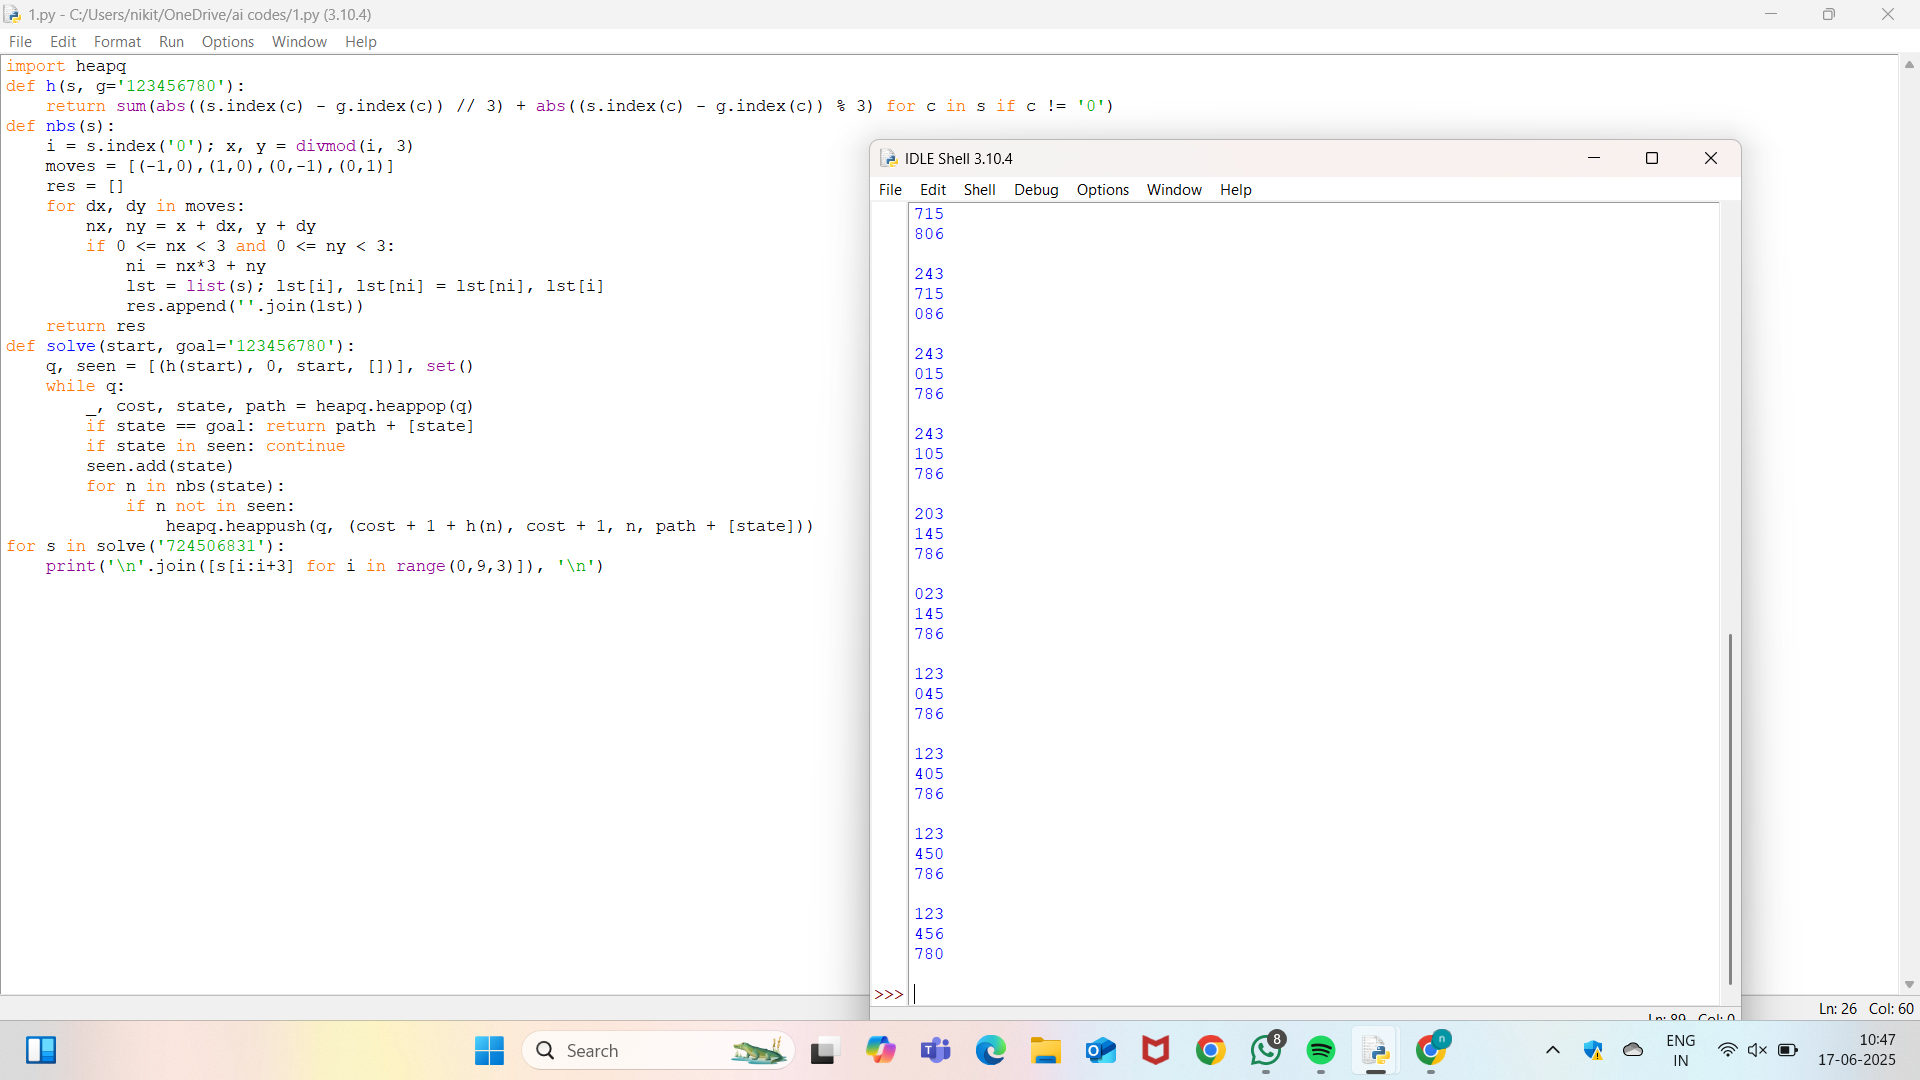 1.py - C:/Users/nikit/OneDrive/ai codes/1.py (3.10.4)
File Edit Format Run Options Window Help
import heapq
def h(s, g='123456780'):
    return sum(abs((s.index(c) - g.index(c)) // 3) + abs((s.index(c) - g.index(c)) % 3) for c in s if c != '0')
def nbs(s):
    i = s.index('0'); x, y = divmod(i, 3)
    moves = [(-1,0),(1,0),(0,-1),(0,1)]
    res = []
    for dx, dy in moves:
        nx, ny = x + dx, y + dy
        if 0 <= nx < 3 and 0 <= ny < 3:
            ni = nx*3 + ny
            lst = list(s); lst[i], lst[ni] = lst[ni], lst[i]
            res.append(''.join(lst))
    return res
def solve(start, goal='123456780'):
    q, seen = [(h(start), 0, start, [])], set()
    while q:
        _, cost, state, path = heapq.heappop(q)
        if state == goal: return path + [state]
        if state in seen: continue
        seen.add(state)
        for n in nbs(state):
            if n not in seen:
                heapq.heappush(q, (cost + 1 + h(n), cost + 1, n, path + [state]))
for s in solve('724506831'):
    print('\n'.join([s[i:i+3] for i in range(0,9,3)]), '\n')
IDLE Shell 3.10.4
File Edit Shell Debug Options Window Help
715
806
243
715
086
243
015
786
243
105
786
203
145
786
023
145
786
123
045
786
123
405
786
123
450
786
123
456
780
>>>
Ln: 89 Col: 0
Ln: 26 Col: 60
Search
8
n
ENG
IN
10:47
17-06-2025